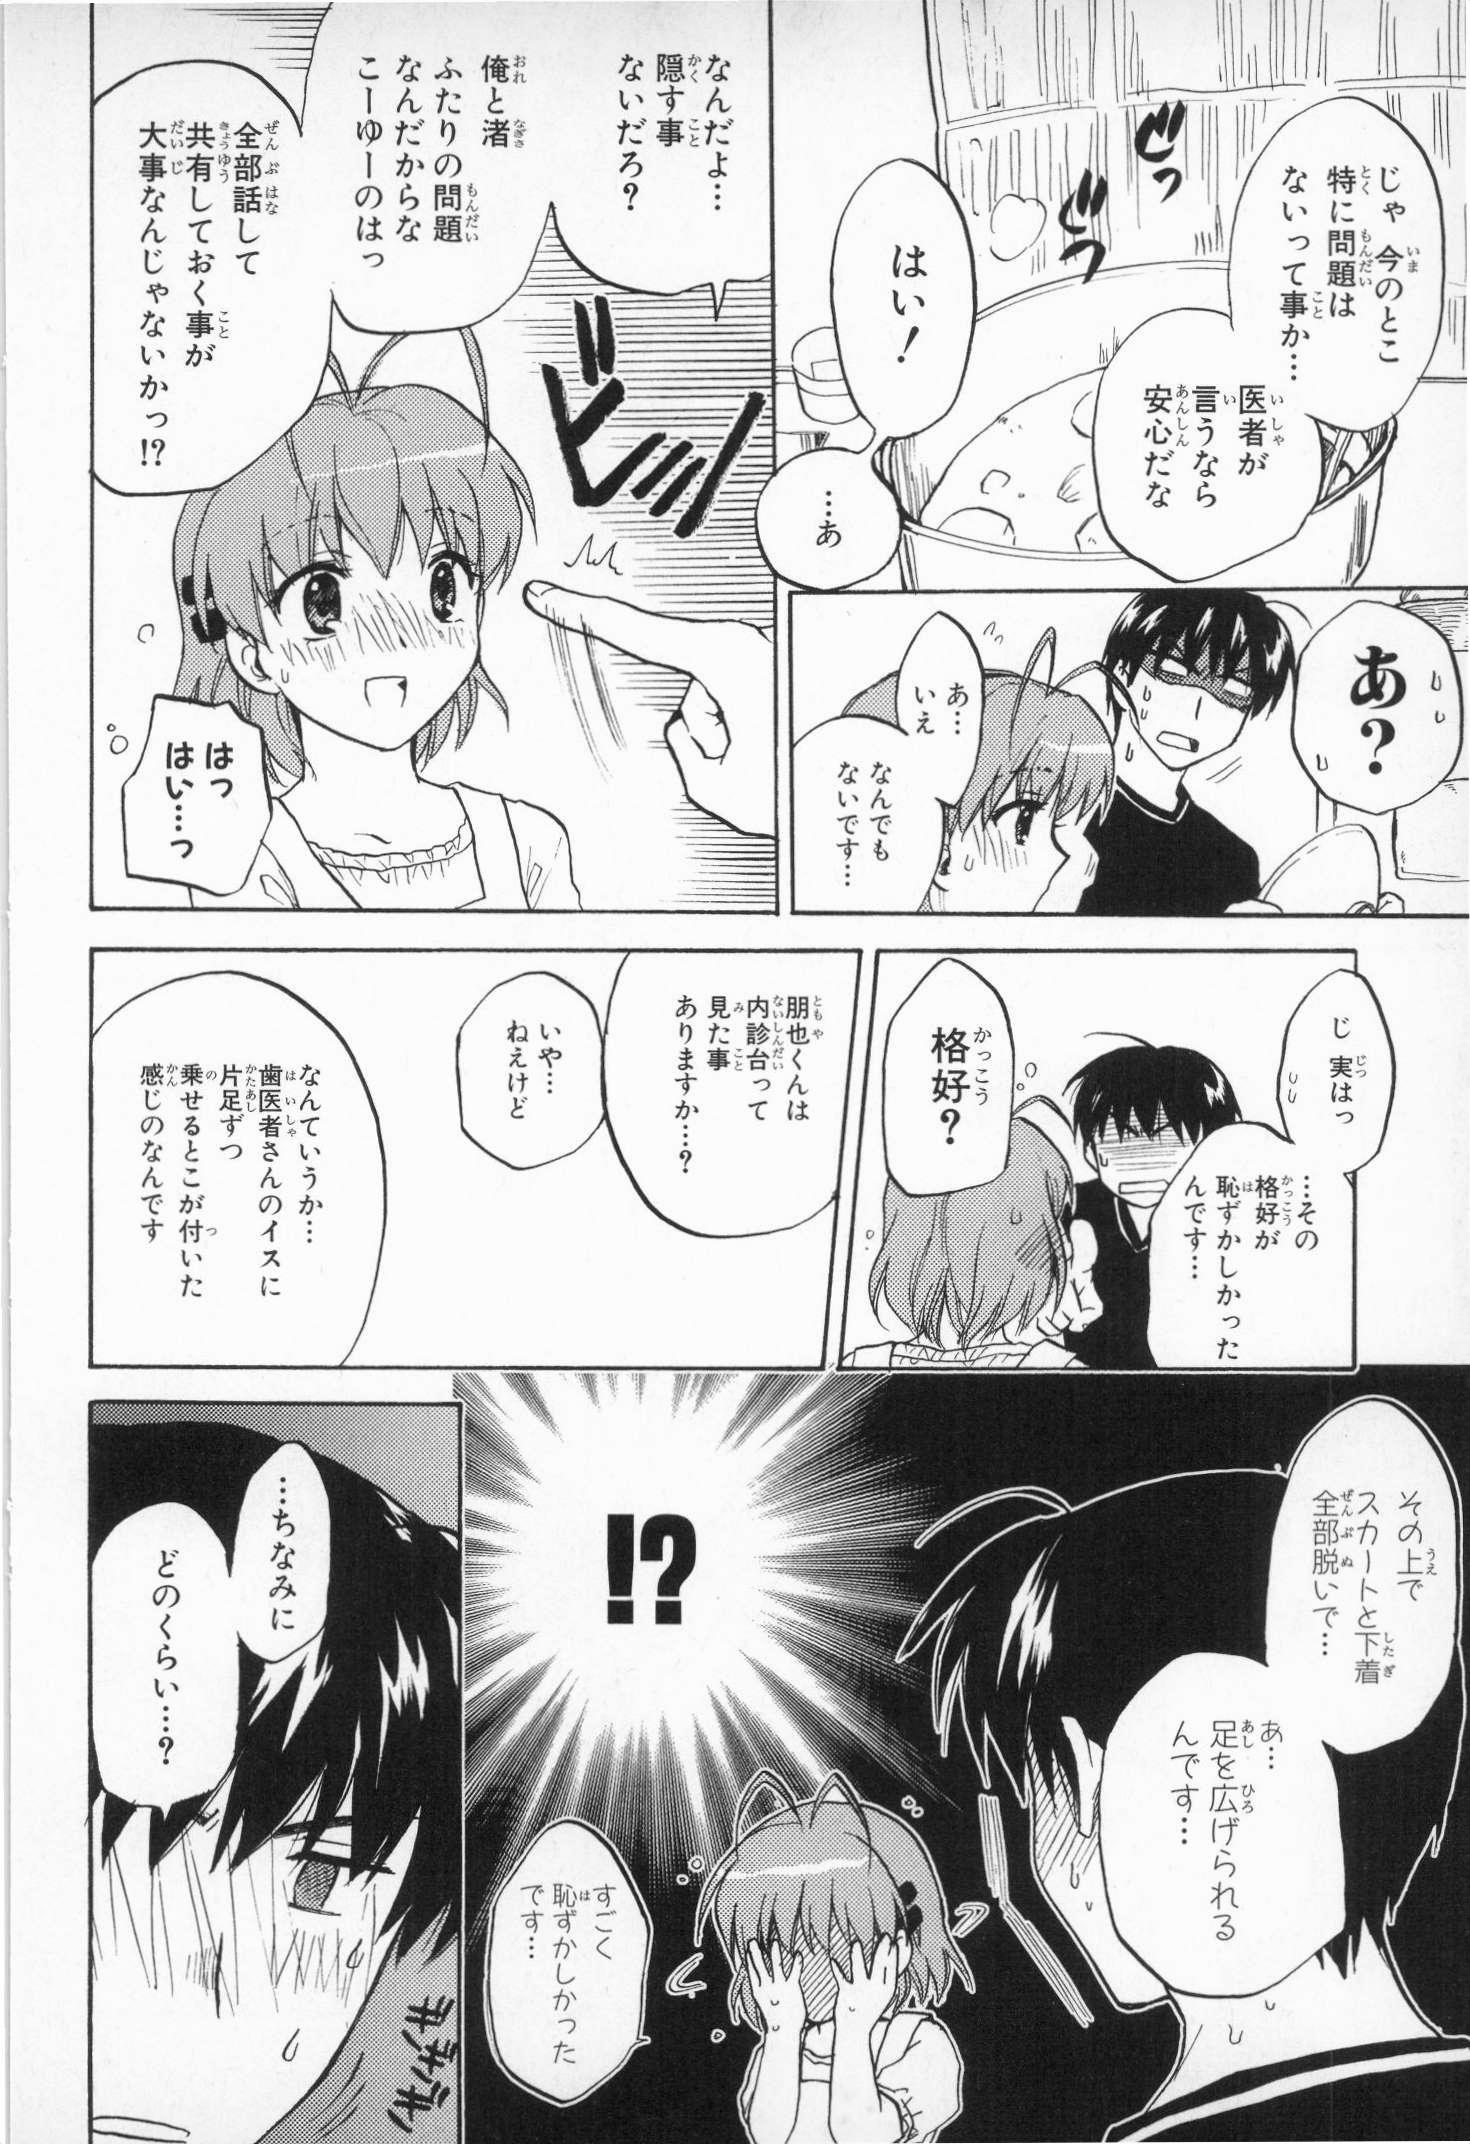 じゃ 今のとこ
特に問題は
ないって事か…
医者が
言うなら
安心だな
どっ
どっ
はい!
…あ
あ?
あ…
いえ
なんでも
ないです…
なんだよ…
隠す事
ないだろ?
俺と渚
ふたりの問題
なんだからな
こーゆーのはっ
全部話して
共有しておく事が
大事なんじゃないかっ!?
ビシッ
はっ
はい…っ
じ 実はっ
…その
格好が
恥ずかしかった
んです…
格好?
朋也くんは
内診台って
見た事
ありますか…?
いや…
ねえけど
なんていうか…
歯医者さんのイスに
片足ずつ
乗せるとこが付いた
感じのなんです
その上で
スカートと下着
全部脱いで…
あ…
足を広げられる
んです…
!?
すごく
恥ずかしかった
です…
…ちなみに
どのくらい…?